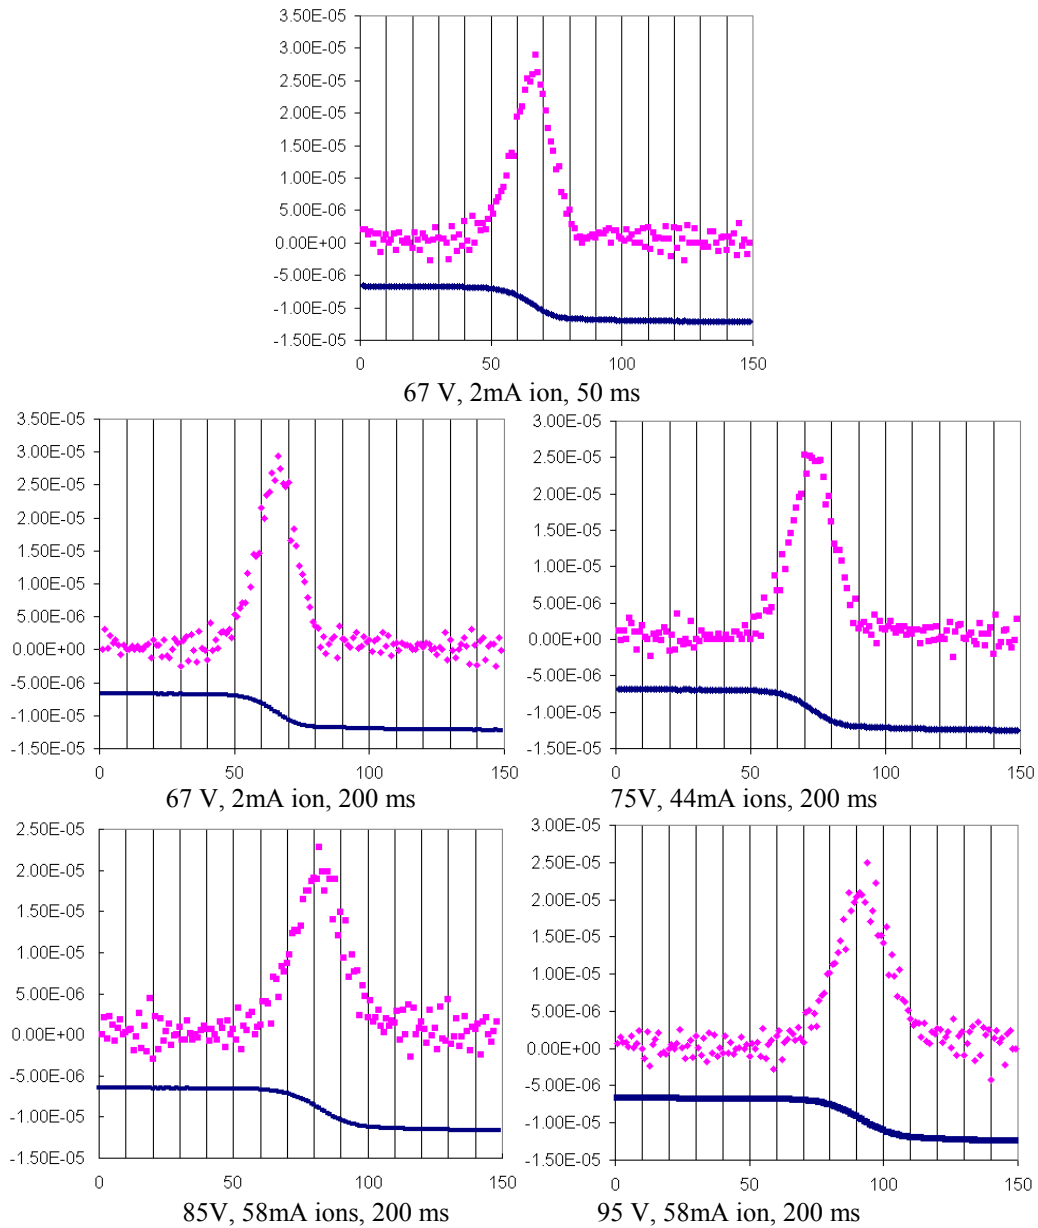 3.50E-05
3.00E-05
2.50E-05
2.00E-05
1.50E-05
1.00E-05
5.00E-06
0.00E+00
-5.00E-06
-1.00E-05
-1.50E-05
0 50 100 150
67 V, 2mA ion, 50 ms
3.50E-05
3.00E-05
2.50E-05
2.00E-05
1.50E-05
1.00E-05
5.00E-06
0.00E+00
-5.00E-06
-1.00E-05
-1.50E-05
0 50 100 150
67 V, 2mA ion, 200 ms
3.00E-05
2.50E-05
2.00E-05
1.50E-05
1.00E-05
5.00E-06
0.00E+00
-5.00E-06
-1.00E-05
-1.50E-05
0 50 100 150
75V, 44mA ions, 200 ms
2.50E-05
2.00E-05
1.50E-05
1.00E-05
5.00E-06
0.00E+00
-5.00E-06
-1.00E-05
-1.50E-05
0 50 100 150
85V, 58mA ions, 200 ms
3.00E-05
2.50E-05
2.00E-05
1.50E-05
1.00E-05
5.00E-06
0.00E+00
-5.00E-06
-1.00E-05
-1.50E-05
0 50 100 150
95 V, 58mA ion, 200 ms